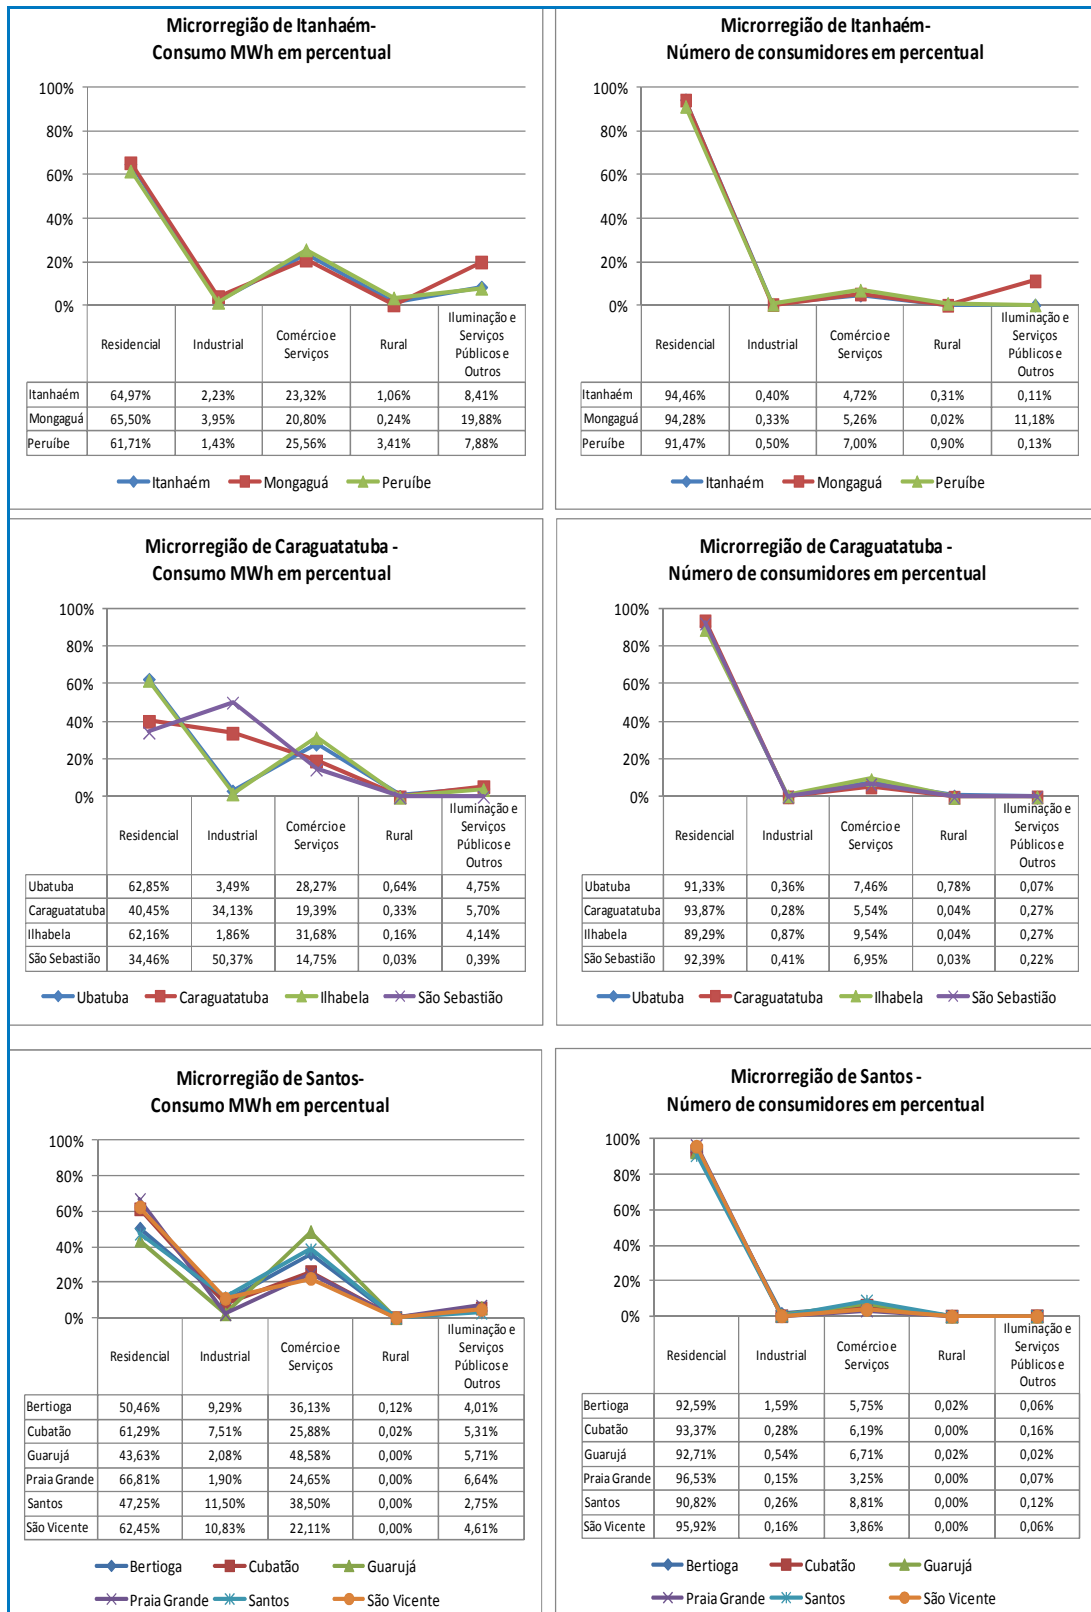 Microrregião de Itanhaém-
Consumo MWh em percentual
100%
80%
60%
40%
20%
0%
Residencial Industrial Comércio e Serviços Rural Iluminação e Serviços Públicos e Outros
Itanhaém 64,97% 2,23% 23,32% 1,06% 8,41%
Mongaguá 65,50% 3,95% 20,80% 0,24% 19,88%
Peruíbe 61,71% 1,43% 25,56% 3,41% 7,88%
Itanhaém Mongaguá Peruíbe
Microrregião de Itanhaém-
Número de consumidores em percentual
100%
80%
60%
40%
20%
0%
Residencial Industrial Comércio e Serviços Rural Iluminação e Serviços Públicos e Outros
Itanhaém 94,46% 0,40% 4,72% 0,31% 0,11%
Mongaguá 94,28% 0,33% 5,26% 0,02% 11,18%
Peruíbe 91,47% 0,50% 7,00% 0,90% 0,13%
Itanhaém Mongaguá Peruíbe
Microrregião de Caraguatatuba -
Consumo MWh em percentual
100%
80%
60%
40%
20%
0%
Residencial Industrial Comércio e Serviços Rural Iluminação e Serviços Públicos e Outros
Ubatuba 62,85% 3,49% 28,27% 0,64% 4,75%
Caraguatatuba 40,45% 34,13% 19,39% 0,33% 5,70%
Ilhabela 62,16% 1,86% 31,68% 0,16% 4,14%
São Sebastião 34,46% 50,37% 14,75% 0,03% 0,39%
Ubatuba Caraguatatuba Ilhabela São Sebastião
Microrregião de Caraguatatuba -
Número de consumidores em percentual
100%
80%
60%
40%
20%
0%
Residencial Industrial Comércio e Serviços Rural Iluminação e Serviços Públicos e Outros
Ubatuba 91,33% 0,36% 7,46% 0,78% 0,07%
Caraguatatuba 93,87% 0,28% 5,54% 0,04% 0,27%
Ilhabela 89,29% 0,87% 9,54% 0,04% 0,27%
São Sebastião 92,39% 0,41% 6,95% 0,03% 0,22%
Ubatuba Caraguatatuba Ilhabela São Sebastião
Microrregião de Santos-
Consumo MWh em percentual
100%
80%
60%
40%
20%
0%
Residencial Industrial Comércio e Serviços Rural Iluminação e Serviços Públicos e Outros
Bertioga 50,46% 9,29% 36,13% 0,12% 4,01%
Cubatão 61,29% 7,51% 25,88% 0,02% 5,31%
Guarujá 43,63% 2,08% 48,58% 0,00% 5,71%
Praia Grande 66,81% 1,90% 24,65% 0,00% 6,64%
Santos 47,25% 11,50% 38,50% 0,00% 2,75%
São Vicente 62,45% 10,83% 22,11% 0,00% 4,61%
Bertioga Cubatão Guarujá
Praia Grande Santos São Vicente
Microrregião de Santos -
Número de consumidores em percentual
100%
80%
60%
40%
20%
0%
Residencial Industrial Comércio e Serviços Rural Iluminação e Serviços Públicos e Outros
Bertioga 92,59% 1,59% 5,75% 0,02% 0,06%
Cubatão 93,37% 0,28% 6,19% 0,00% 0,16%
Guarujá 92,71% 0,54% 6,71% 0,02% 0,02%
Praia Grande 96,53% 0,15% 3,25% 0,00% 0,07%
Santos 90,82% 0,26% 8,81% 0,00% 0,12%
São Vicente 95,92% 0,16% 3,86% 0,00% 0,06%
Bertioga Cubatão Guarujá
Praia Grande Santos São Vicente